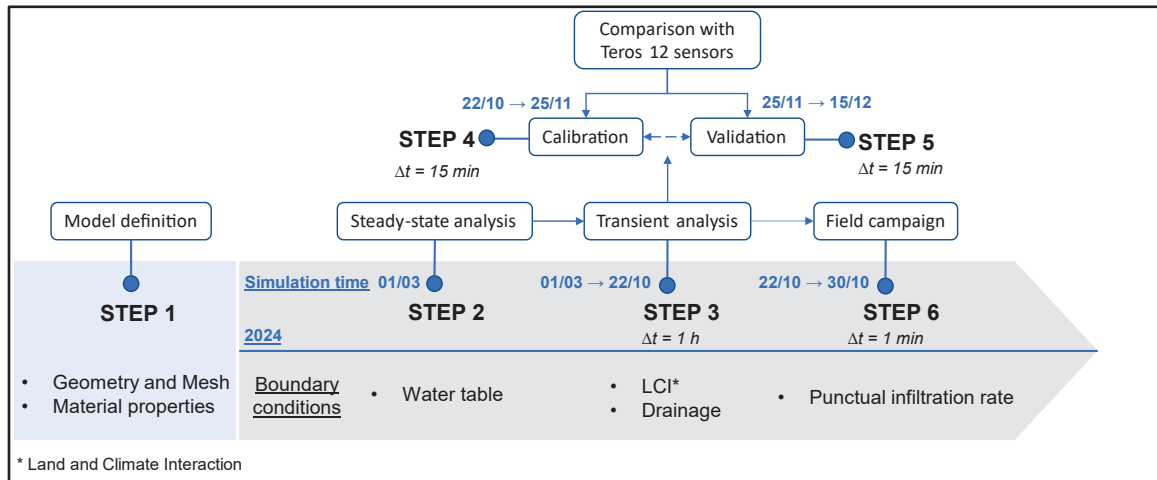 Comparison with
Teros 12 sensors
22/10 → 25/11
25/11 → 15/12
STEP 4
Calibration
Validation
STEP 5
Δt = 15 min
Δt = 15 min
Model definition
Steady-state analysis
Transient analysis
Field campaign
Simulation time
01/03
01/03 → 22/10
22/10 → 30/10
STEP 1
STEP 2
STEP 3
STEP 6
2024
Δt = 1 h
Δt = 1 min
• Geometry and Mesh
• Material properties
Boundary
conditions
• Water table
• LCI*
• Drainage
• Punctual infiltration rate
* Land and Climate Interaction